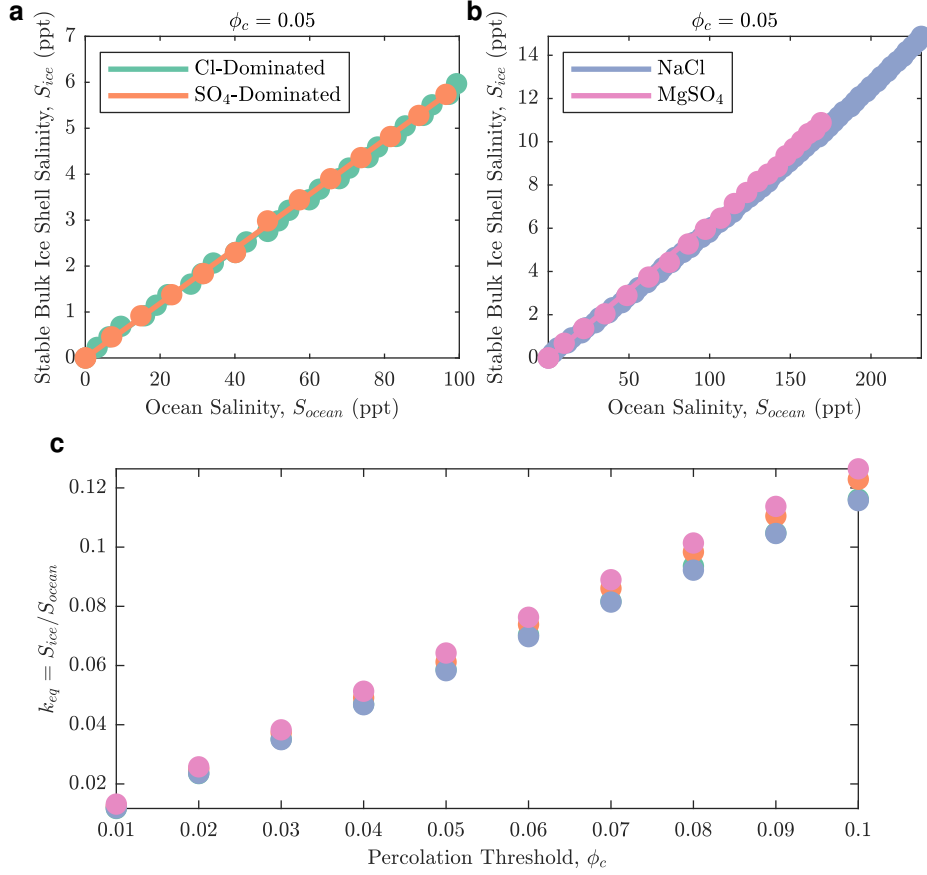 a
ϕc = 0.05
Stable Bulk Ice Shell Salinity, Sice (ppt)
7
6
5
4
3
2
1
0
Cl-Dominated
SO4-Dominated
0 20 40 60 80 100
Ocean Salinity, Socean (ppt)
b
ϕc = 0.05
Stable Bulk Ice Shell Salinity, Sice (ppt)
14
12
10
8
6
4
2
0
NaCl
MgSO4
50 100 150 200
Ocean Salinity, Socean (ppt)
c
keq = Sice/Socean
0.12
0.1
0.08
0.06
0.04
0.02
0.01 0.02 0.03 0.04 0.05 0.06 0.07 0.08 0.09 0.1
Percolation Threshold, ϕc